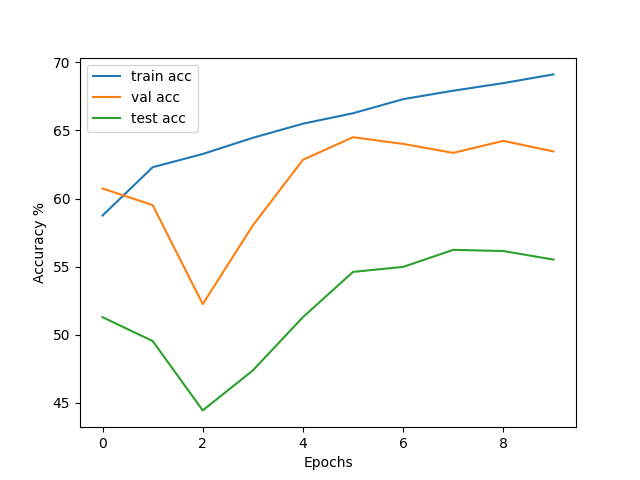 train acc
val acc
test acc
Accuracy %
70
65
60
55
50
45
0 2 4 6 8
Epochs